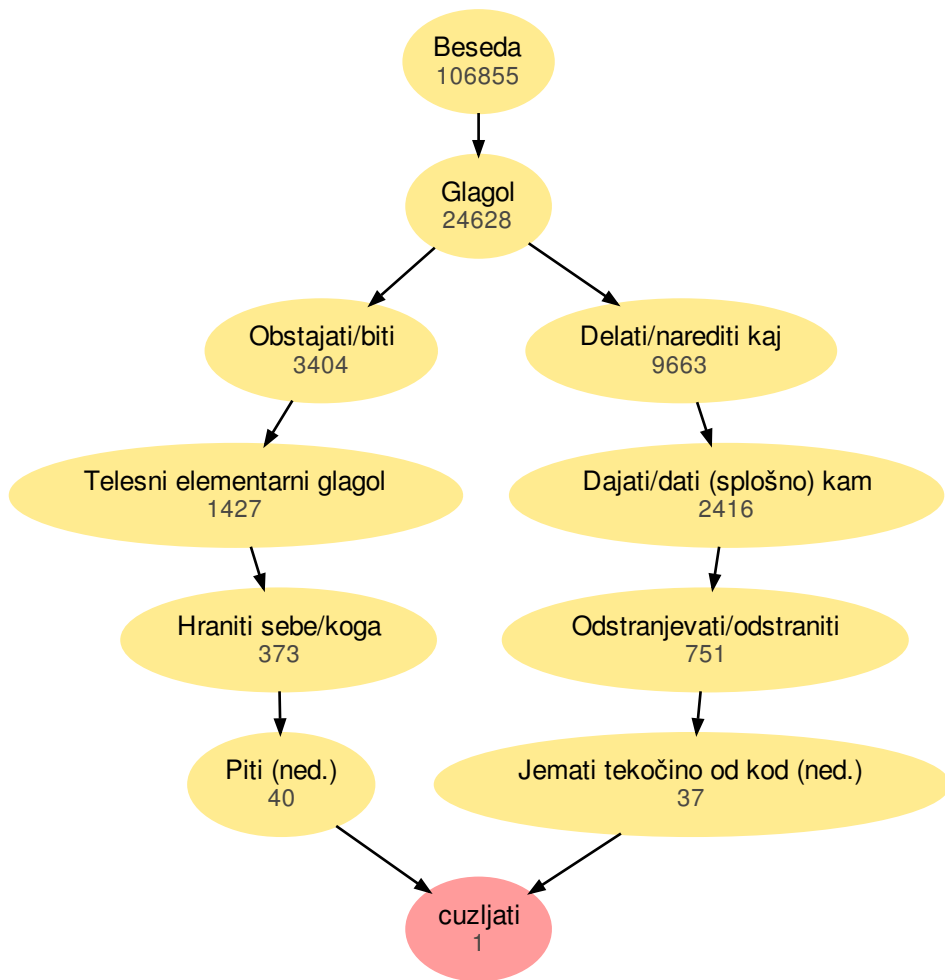 Beseda
106855
Glagol
24628
Obstajati/biti
3404
Delati/narediti kaj
9663
Telesni elementarni glagol
1427
Dajati/dati (splošno) kam
2416
Hraniti sebe/koga
373
Odstranjevati/odstraniti
751
Piti (ned.)
40
Jemati tekočino od kod (ned.)
37
cuzljati
1